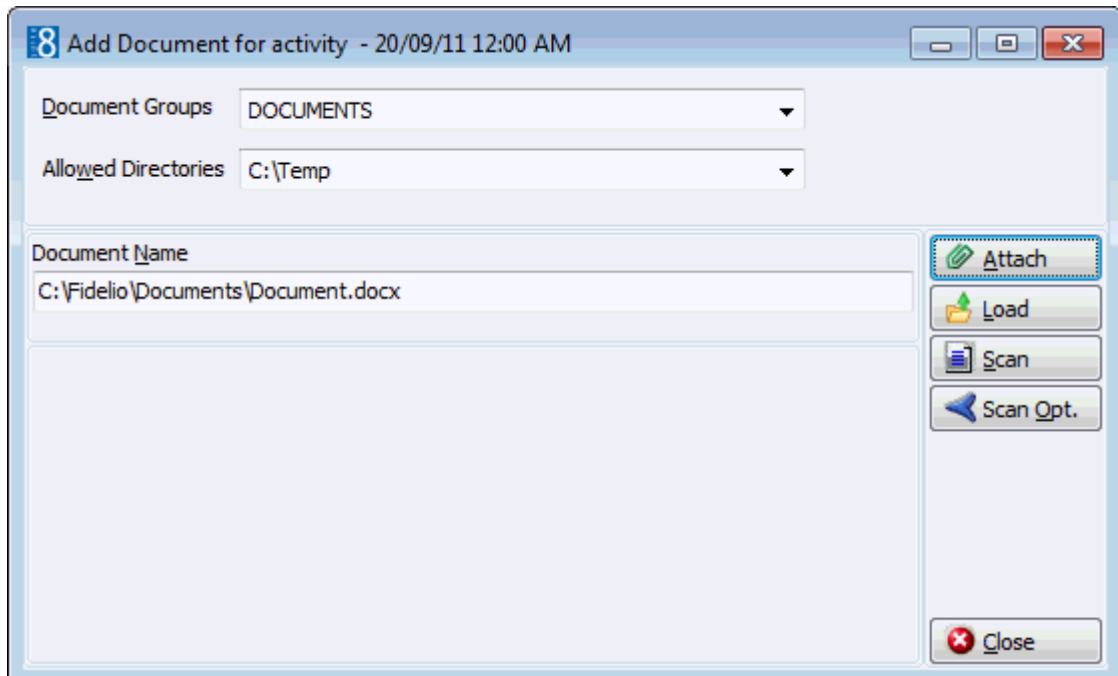 8 Add Document for activity - 20/09/11 12:00 AM
Document Groups DOCUMENTS
Allowed Directories C:\Temp
Document Name
C:\Fidelio\Documents\Document.docx
Attach
Load
Scan
Scan Opt.
Close